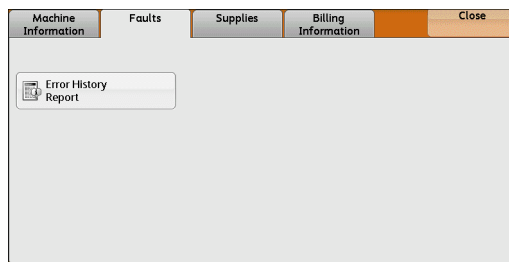 Machine
Information
Faults
Supplies
Billing
Information
Close
Error History
Report